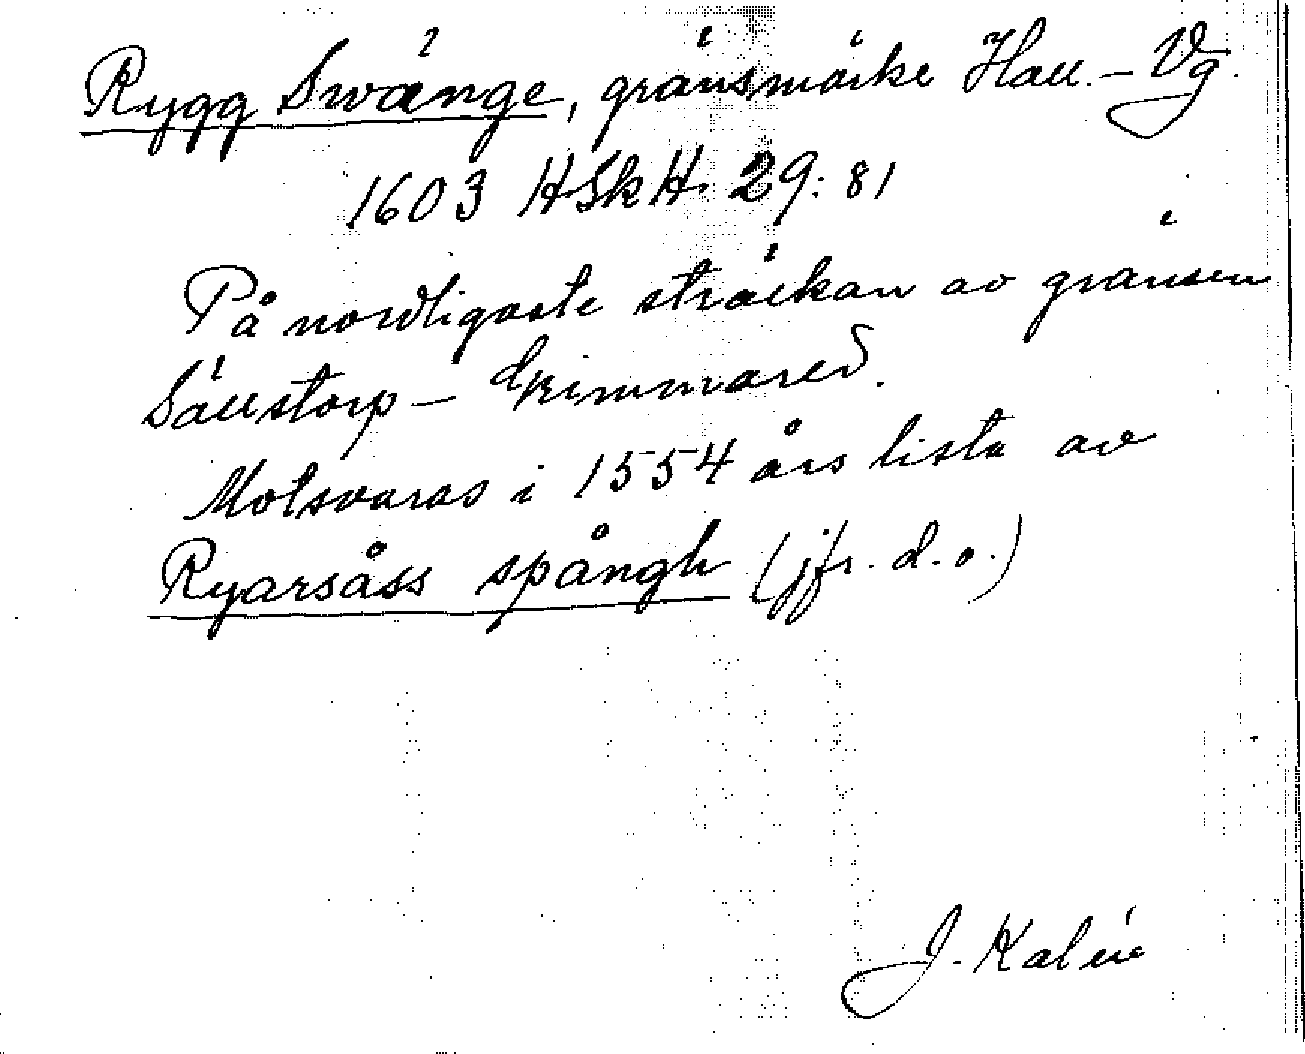 Rygg Swänge, gränsmärke Hall. – Vg.
1603 HSkH. 29: 81
På nordligaste sträckan av gränsen
Sällstorp – Grimmared.
Motsvaras i 1554 års lista av
Ryarsåss spångh (jfr. d. o.)
J. Kalén